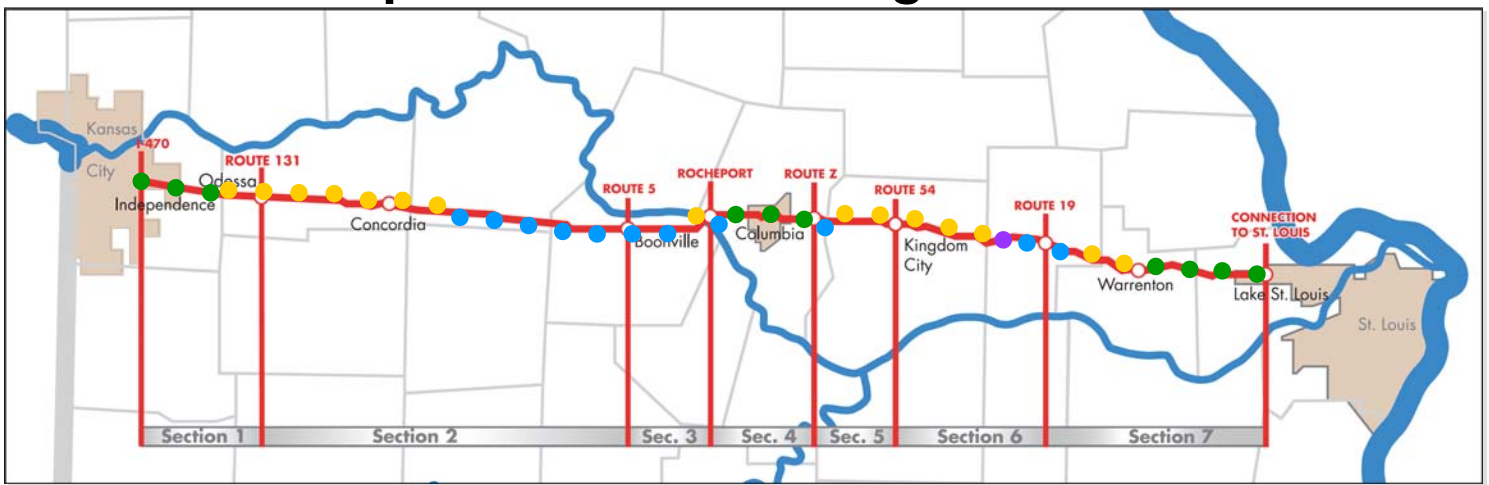 Kansas
City
I-470
ROUTE 131
Odessa
Independence
Concordia
ROUTE 5
Boonville
ROCHEPORT
ROUTE Z
Columbia
ROUTE 54
Kingdom
City
ROUTE 19
Warrenton
CONNECTION
TO ST. LOUIS
Lake St. Louis
St. Louis
Section 1
Section 2
Sec. 3
Sec. 4
Sec. 5
Section 6
Section 7